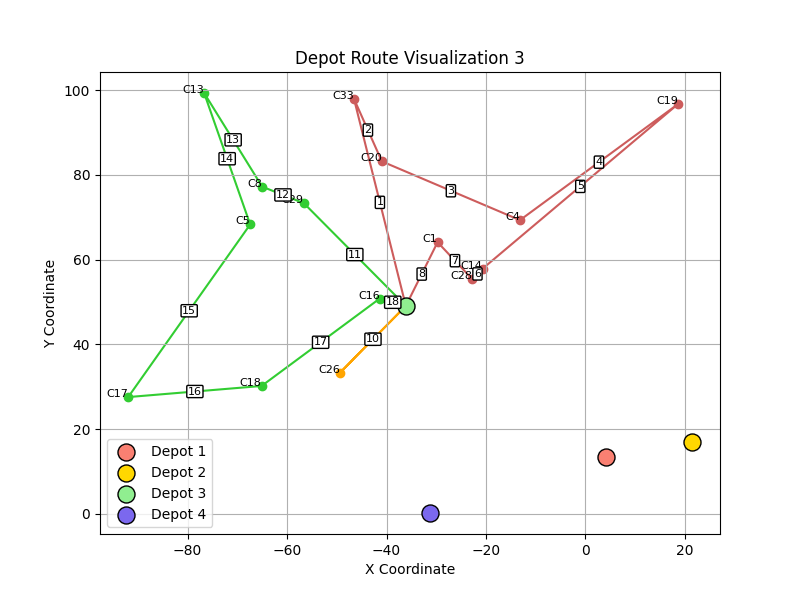 Depot Route Visualization 3
100
80
60
40
20
0
Y Coordinate
−80
−60
−40
−20
0
20
X Coordinate
C13
C33
C19
13
2
14
C20
4
C8
12
C29
3
5
1
C4
C5
C1
11
7
C14
8
6
C28
C16
18
15
10
17
C26
C17
16
C18
Depot 1
Depot 2
Depot 3
Depot 4